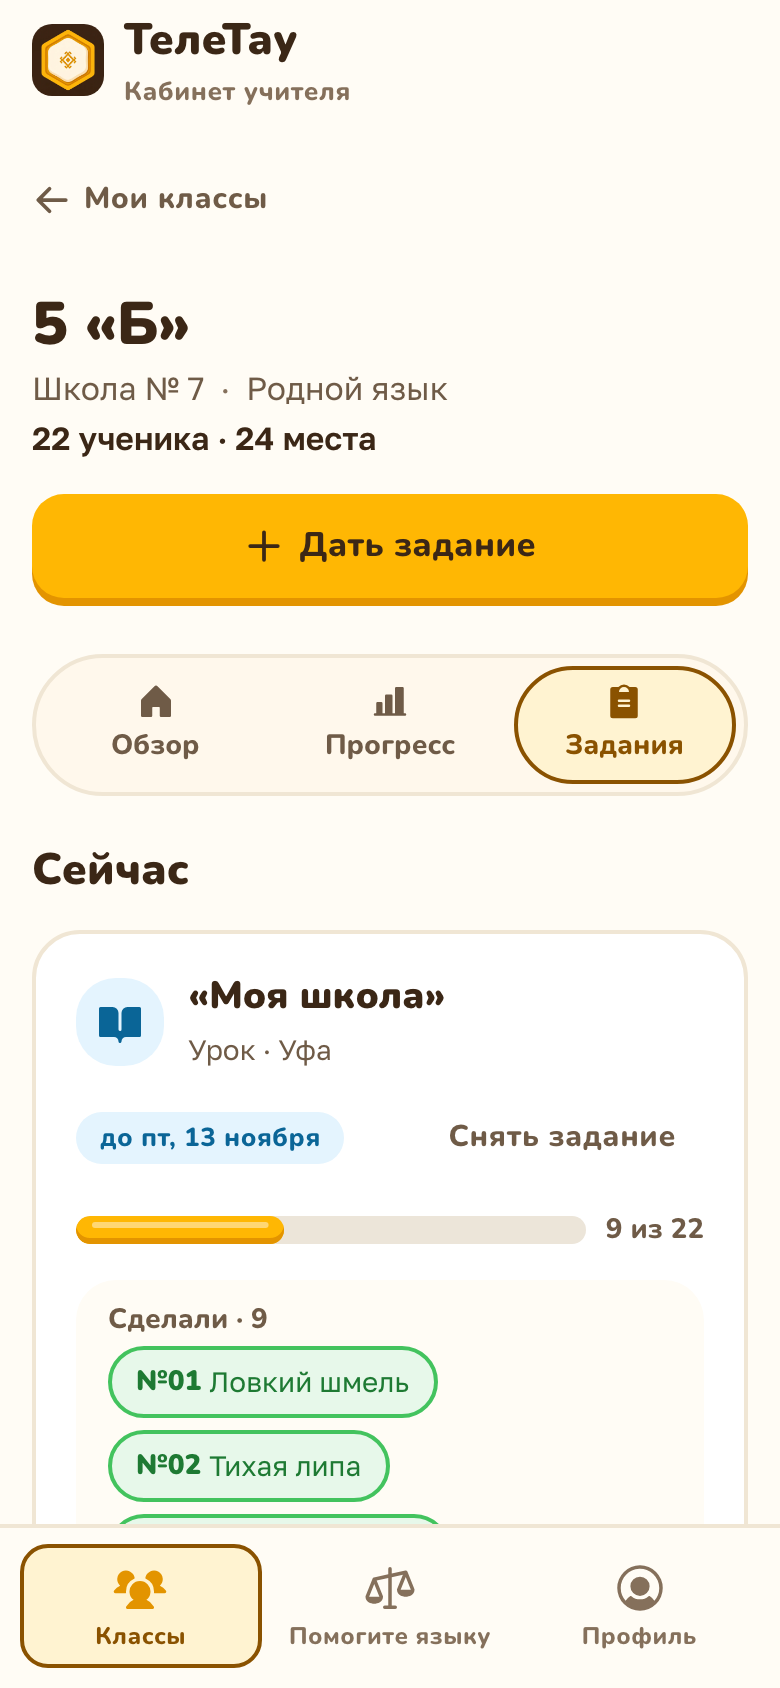 ТелеТау
Кабинет учителя
Мои классы
5 «Б»
Школа № 7 · Родной язык
22 ученика · 24 места
Дать задание
Обзор
Прогресс
Задания
Сейчас
«Моя школа»
Урок · Уфа
до пт, 13 ноября
Снять задание
9 из 22
Сделали · 9
№01 Ловкий шмель
№02 Тихая липа
Классы
Помогите языку
Профиль